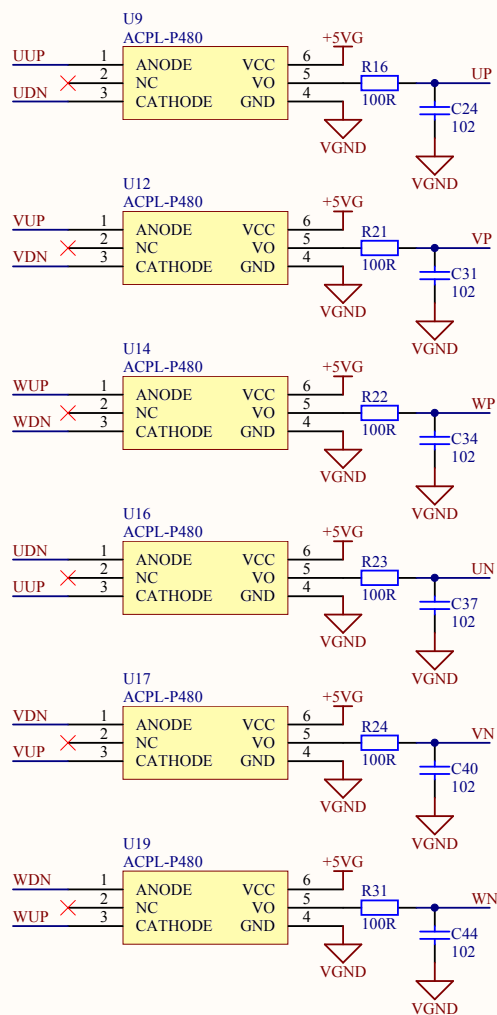 U9
ACPL-P480
+5VG
UUP 1 ANODE VCC 6 R16 UP
2 NC VO 5 100R C24
UDN 3 CATHODE GND 4 102
VGND VGND
U12
ACPL-P480
+5VG
VUP 1 ANODE VCC 6 R21 VP
2 NC VO 5 100R C31
VDN 3 CATHODE GND 4 102
VGND VGND
U14
ACPL-P480
+5VG
WUP 1 ANODE VCC 6 R22 WP
2 NC VO 5 100R C34
WDN 3 CATHODE GND 4 102
VGND VGND
U16
ACPL-P480
+5VG
UDN 1 ANODE VCC 6 R23 UN
2 NC VO 5 100R C37
UUP 3 CATHODE GND 4 102
VGND VGND
U17
ACPL-P480
+5VG
VDN 1 ANODE VCC 6 R24 VN
2 NC VO 5 100R C40
VUP 3 CATHODE GND 4 102
VGND VGND
U19
ACPL-P480
+5VG
WDN 1 ANODE VCC 6 R31 WN
2 NC VO 5 100R C44
WUP 3 CATHODE GND 4 102
VGND VGND